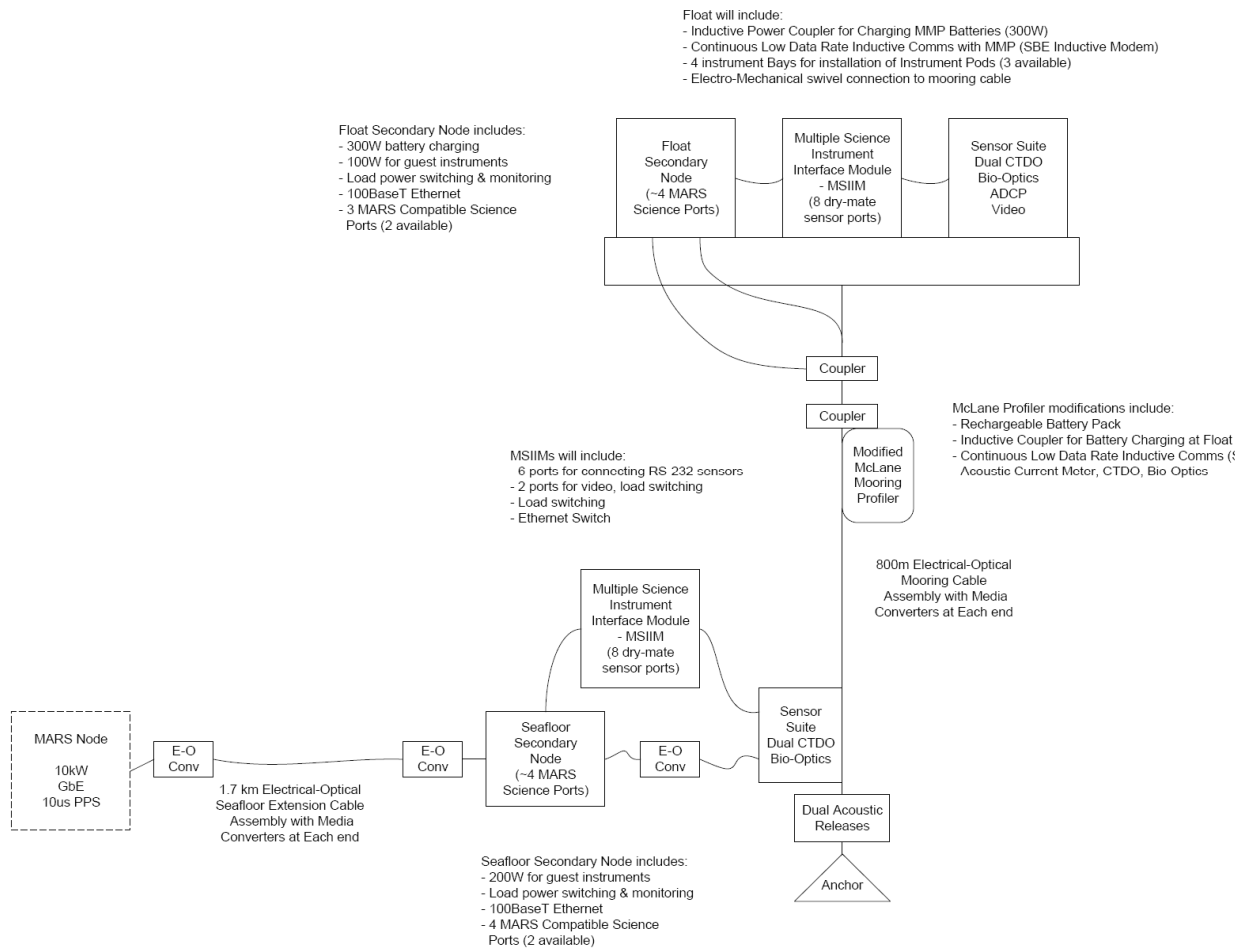 Float will include:
- Inductive Power Coupler for Charging MMP Batteries (300W)
- Continuous Low Data Rate Inductive Comms with MMP (SBE Inductive Modem)
- 4 instrument Bays for installation of Instrument Pods (3 available)
- Electro-Mechanical swivel connection to mooring cable
Float Secondary Node includes:
- 300W battery charging
- 100W for guest instruments
- Load power switching & monitoring
- 100BaseT Ethernet
- 3 MARS Compatible Science
Ports (2 available)
Float
Secondary
Node
(~4 MARS
Science Ports)
Multiple Science
Instrument
Interface Module
- MSIIM
(8 dry-mate
sensor ports)
Sensor Suite
Dual CTDO
Bio-Optics
ADCP
Video
Coupler
Coupler
McLane Profiler modifications include:
- Rechargeable Battery Pack
- Inductive Coupler for Battery Charging at Float
- Continuous Low Data Rate Inductive Comms (S
Acoustic Current Meter, CTDO, Bio-Optics
Modified
McLane
Mooring
Profiler
MSIIMs will include:
6 ports for connecting RS-232 sensors
- 2 ports for video, load switching
- Load switching
- Ethernet Switch
800m Electrical-Optical
Mooring Cable
Assembly with Media
Converters at Each end
Multiple Science
Instrument
Interface Module
- MSIIM
(8 dry-mate
sensor ports)
MARS Node
10kW
GbE
10us PPS
E-O
Conv
1.7 km Electrical-Optical
Seafloor Extension Cable
Assembly with Media
Converters at Each end
E-O
Conv
Seafloor
Secondary
Node
(~4 MARS
Science Ports)
E-O
Conv
Sensor
Suite
Dual CTDO
Bio-Optics
Dual Acoustic
Releases
Anchor
Seafloor Secondary Node includes:
- 200W for guest instruments
- Load power switching & monitoring
- 100BaseT Ethernet
- 4 MARS Compatible Science
Ports (2 available)